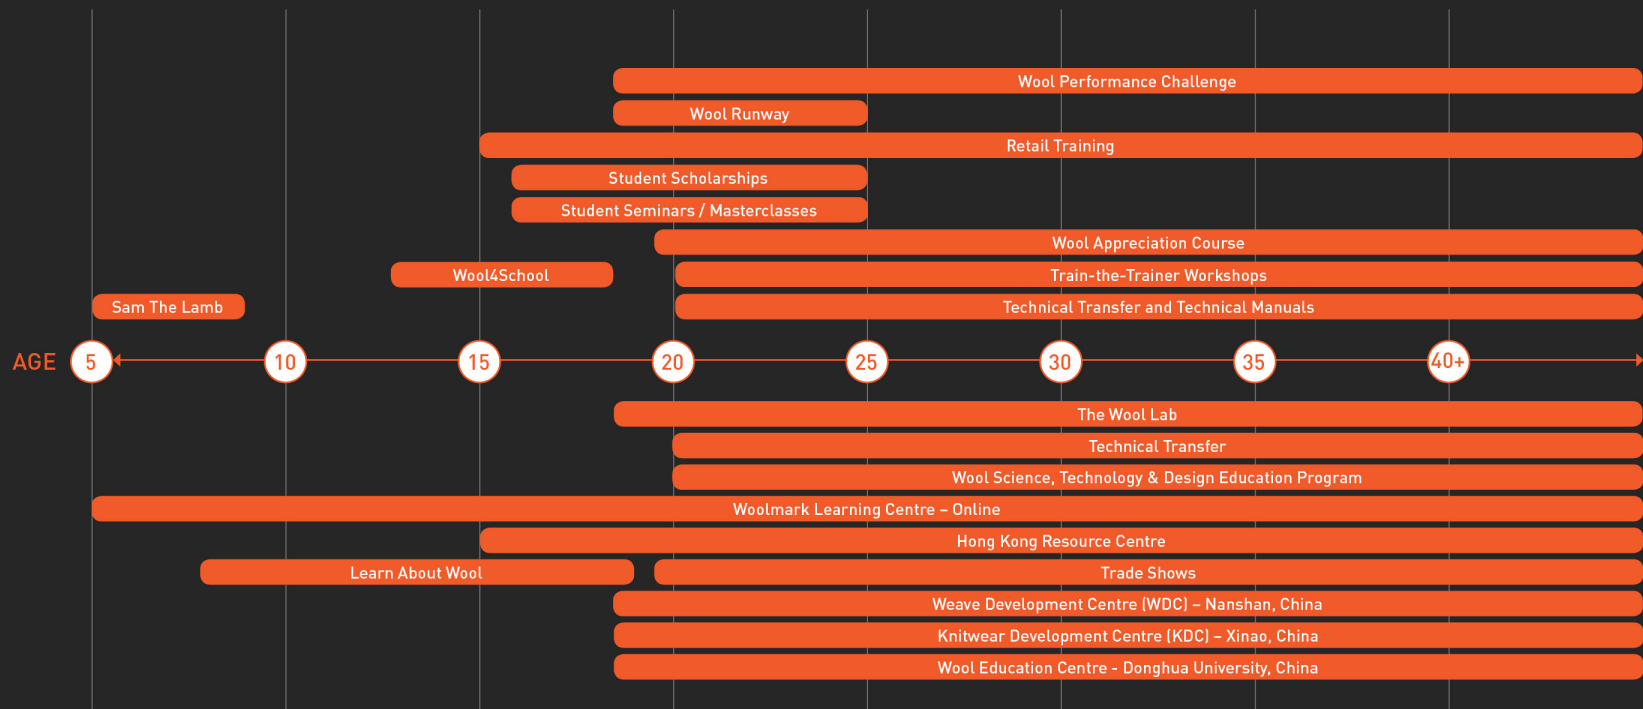 Wool Performance Challenge
Wool Runway
Retail Training
Student Scholarships
Student Seminars / Masterclasses
Wool Appreciation Course
Wool4School
Train-the-Trainer Workshops
Sam The Lamb
Technical Transfer and Technical Manuals
AGE 5 10 15 20 25 30 35 40+
The Wool Lab
Technical Transfer
Wool Science, Technology & Design Education Program
Woolmark Learning Centre – Online
Hong Kong Resource Centre
Learn About Wool
Trade Shows
Weave Development Centre (WDC) – Nanshan, China
Knitwear Development Centre (KDC) – Xinao, China
Wool Education Centre - Donghua University, China